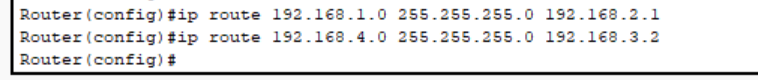 Router(config)#ip route 192.168.1.0 255.255.255.0 192.168.2.1
Router(config)#ip route 192.168.4.0 255.255.255.0 192.168.3.2
Router(config)#